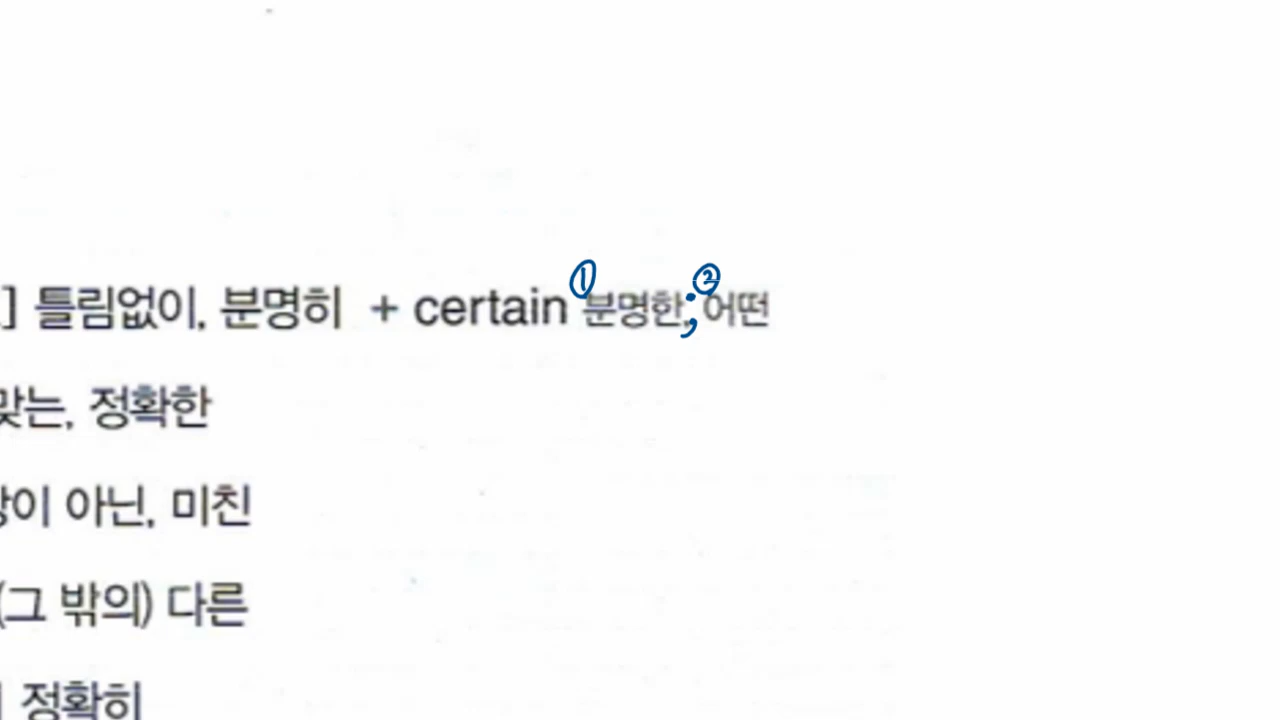 ] 틀림없이, 분명히 + certain ① 분명한; ② 어떤
맞는, 정확한
이 아닌, 미친
(그 밖의) 다른
정확히